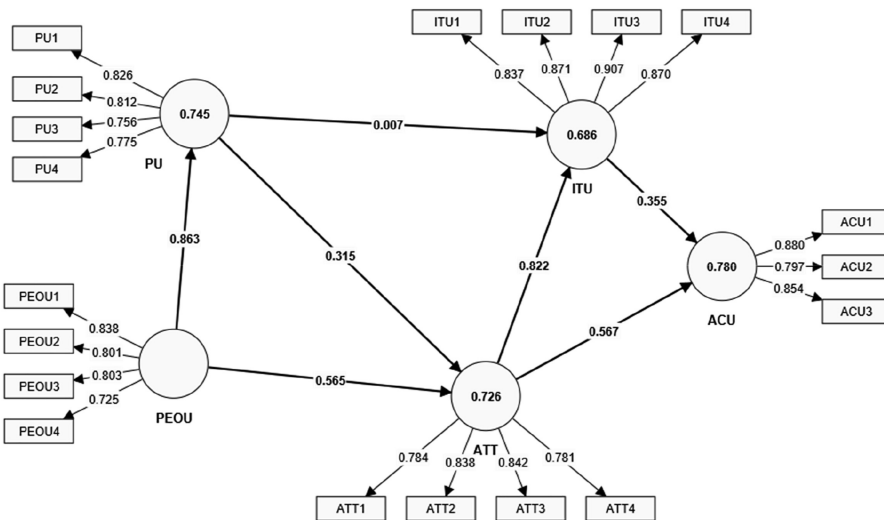 ITU1 ITU2 ITU3 ITU4
PU1
0.826
0.837 0.871 0.907 0.870
PU2
0.812
PU3
0.756
PU4
0.775
0.745
PU
0.007
0.686
ITU
0.863
0.315
0.822
0.355
0.780
ACU
0.880
ACU1
0.797
ACU2
0.854
ACU3
PEOU1
0.838
PEOU2
0.801
PEOU3
0.803
PEOU4
0.725
PEOU
0.565
0.567
0.726
ATT
0.784 0.838 0.842 0.781
ATT1 ATT2 ATT3 ATT4